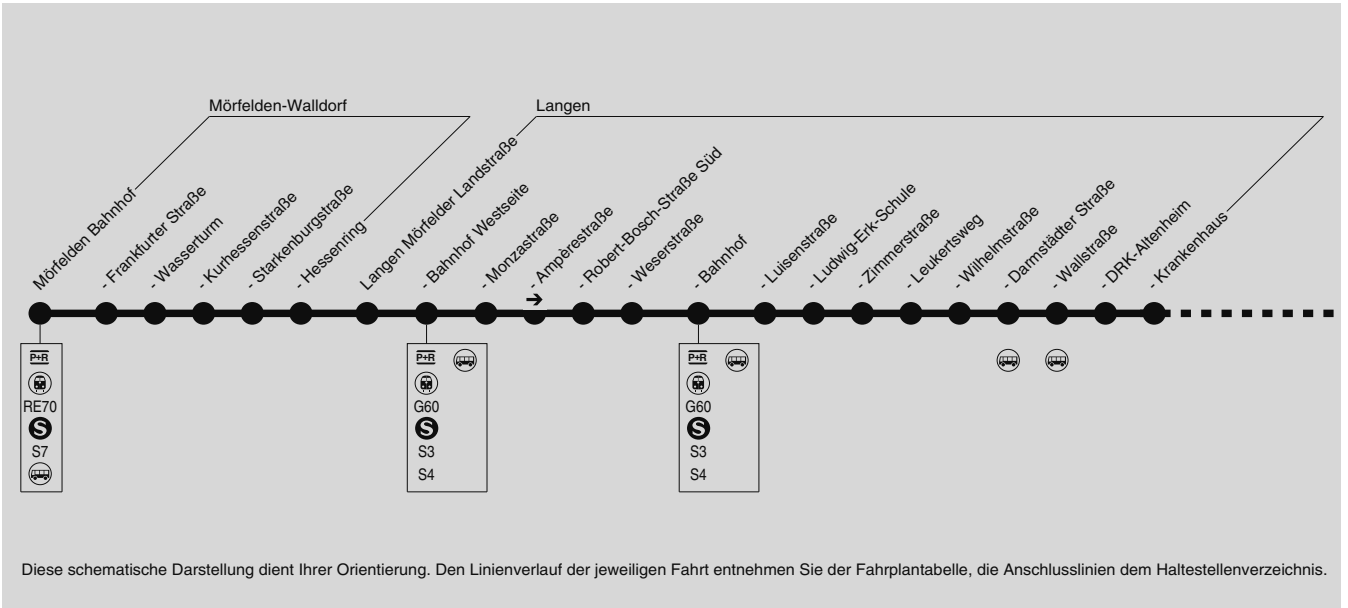 Mörfelden-Walldorf
Langen
Mörfelden Bahnhof
- Frankfurter Straße
- Wasserturm
- Kurhessenstraße
- Starkenburgstraße
- Hessenring
Langen Mörfelder Landstraße
- Bahnhof Westseite
- Monzastraße
- Ampèrestraße
- Robert-Bosch-Straße Süd
- Weserstraße
- Bahnhof
- Luisenstraße
- Ludwig-Erk-Schule
- Zimmerstraße
- Leukertsweg
- Wilhelmstraße
- Darmstädter Straße
- Wallstraße
- DRK-Altenheim
- Krankenhaus
P+R
RE70
S
S7
P+R
G60
S
S3
S4
P+R
G60
S
S3
S4
Diese schematische Darstellung dient Ihrer Orientierung. Den Linienverlauf der jeweiligen Fahrt entnehmen Sie der Fahrplantabelle, die Anschlusslinien dem Haltestellenverzeichnis.